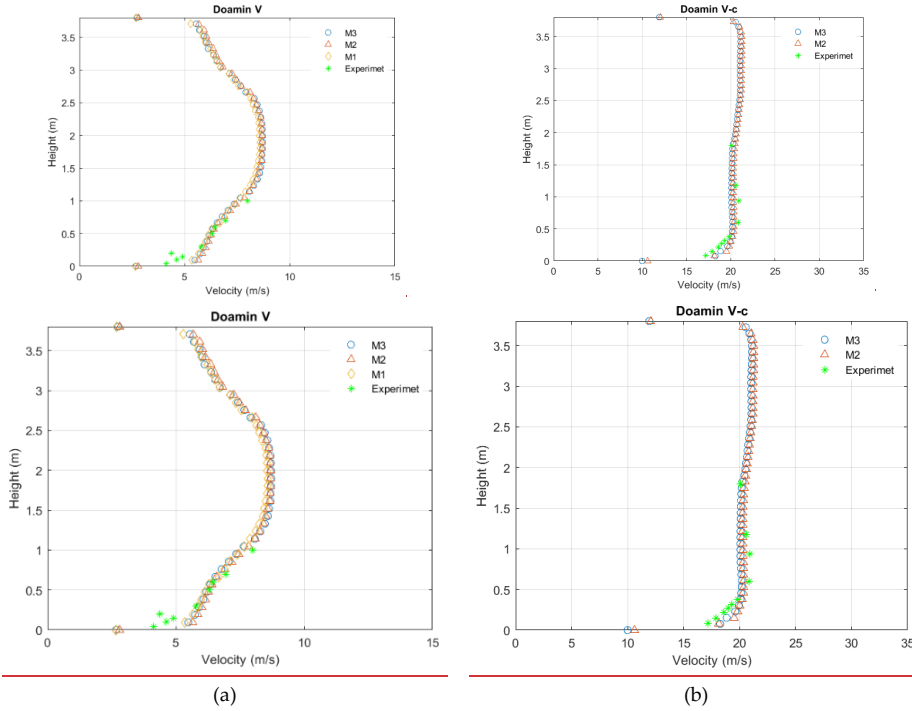 Doamin V
M3
M2
M1
Experimet
Height (m)
3.5
3
2.5
2
1.5
1
0.5
0
0 5 10 15
Velocity (m/s)
Doamin V-c
M3
M2
Experimet
Height (m)
3.5
3
2.5
2
1.5
1
0.5
0
0 5 10 15 20 25 30 35
Velocity (m/s)
Doamin V
M3
M2
M1
Experimet
Height (m)
3.5
3
2.5
2
1.5
1
0.5
0
0 5 10 15
Velocity (m/s)
Doamin V-c
M3
M2
Experimet
Height (m)
3.5
3
2.5
2
1.5
1
0.5
0
0 5 10 15 20 25 30 35
Velocity (m/s)
(a)
(b)